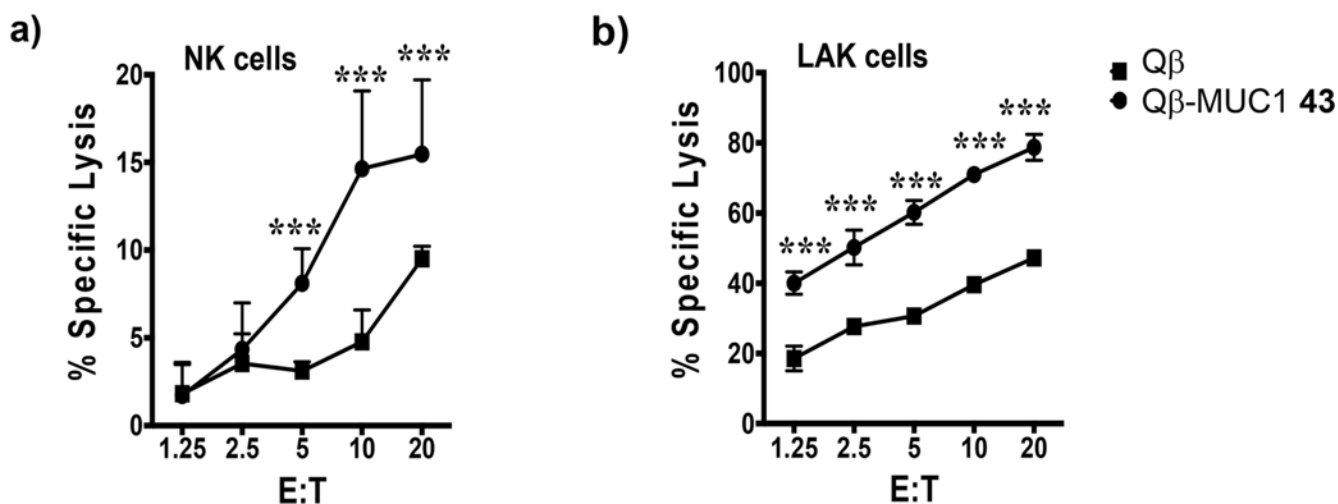 a)
NK cells
% Specific Lysis
20
15
10
5
0
***
***
***
1.25 2.5 5 10 20
E:T
b)
LAK cells
% Specific Lysis
100
80
60
40
20
0
***
***
***
***
***
1.25 2.5 5 10 20
E:T
Qβ
Qβ-MUC1 43